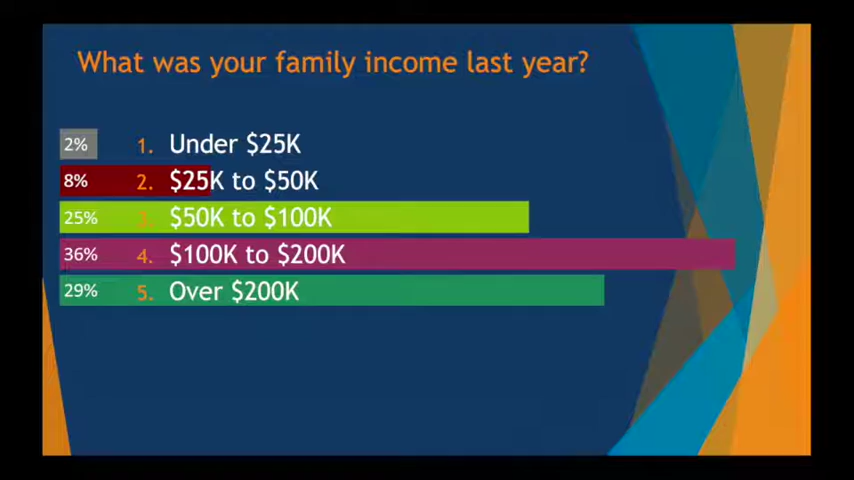 What was your family income last year?
2% 1. Under $25K
8% 2. $25K to $50K
25% 3. $50K to $100K
36% 4. $100K to $200K
29% 5. Over $200K